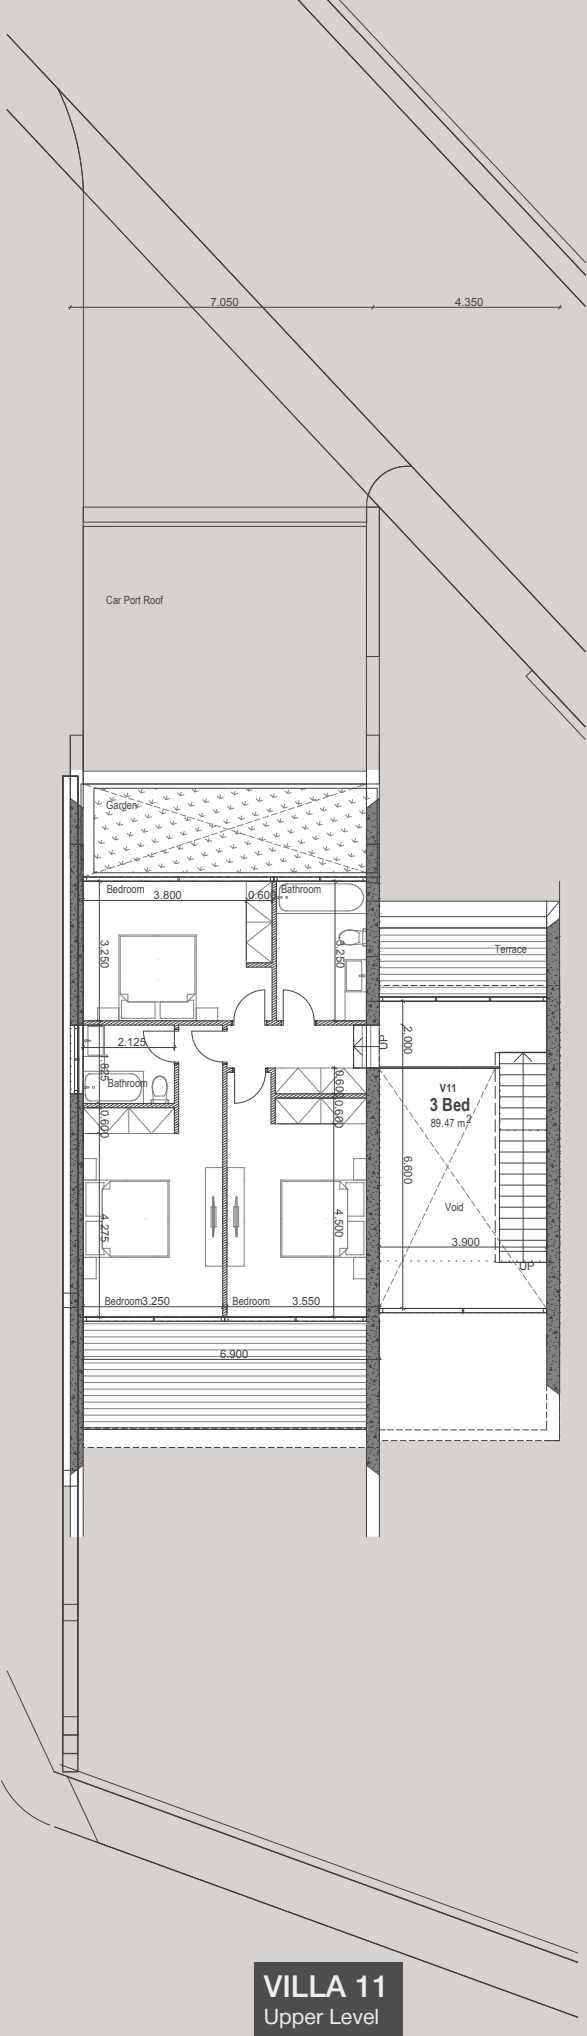 7.050
4.350
Car Port Roof
Garden
Bedroom
3.800
0.600
Bathroom
3.250
3.250
Terrace
2.125
UP
2.000
1.825
Bathroom
0.600
0.600
0.600
V11
3 Bed
89.47 m²
6.600
Void
4.275
4.500
3.900
UP
Bedroom
3.250
Bedroom
3.550
6.900
VILLA 11
Upper Level